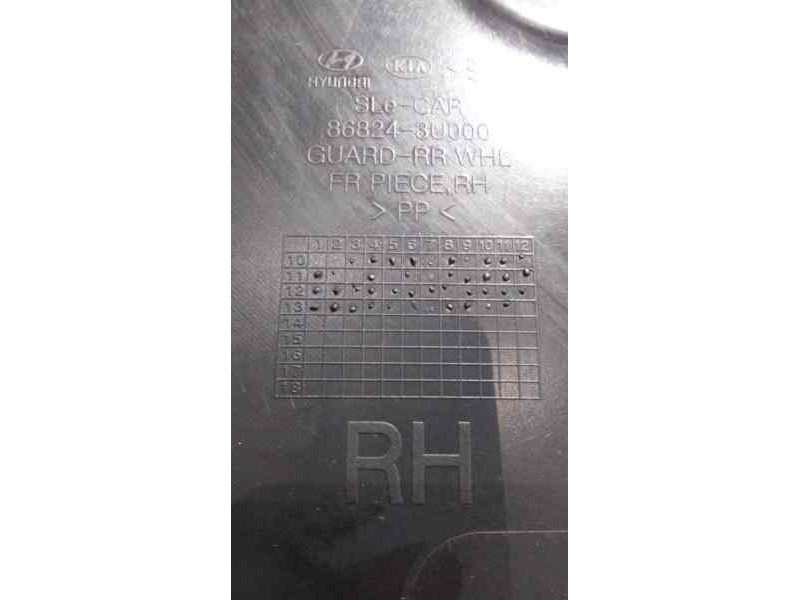 HYUNDAI KIA <
SLe-CAR
86824-3U000
GUARD-RR WHL
FR PIECE,RH
> PP <
1 2 3 4 5 6 7 8 9 10 11 12
10
11
12
13
14
15
16
17
18
RH